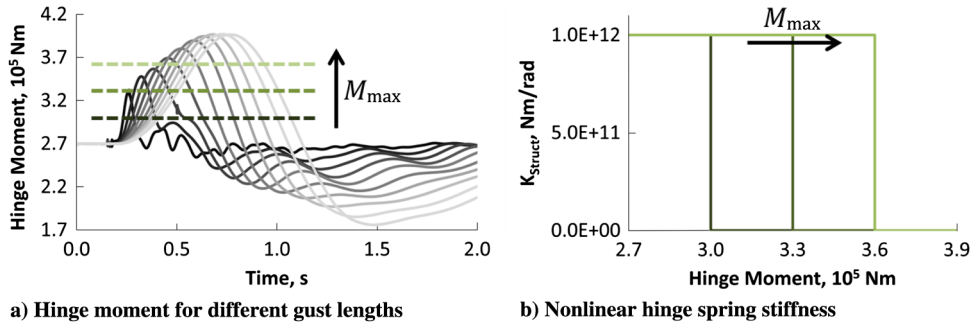 4.2
3.7
3.2
2.7
2.2
1.7
Hinge Moment, 10⁵ Nm
M_max
0.0 0.5 1.0 1.5 2.0
Time, s
a) Hinge moment for different gust lengths
1.0E+12
5.0E+11
0.0E+00
K_Struct, Nm/rad
M_max
2.7 3.0 3.3 3.6 3.9
Hinge Moment, 10⁵ Nm
b) Nonlinear hinge spring stiffness